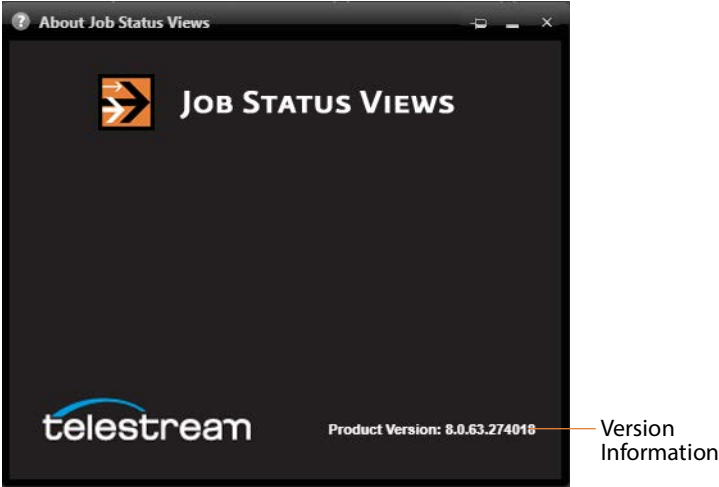 About Job Status Views
JOB STATUS VIEWS
telestream
Product Version: 8.0.63.274018
Version
Information